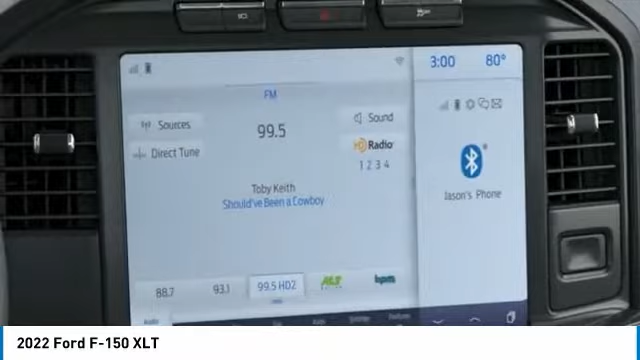 3:00 80°
FM
Sources
99.5
Sound
Direct Tune
HD Radio
1 2 3 4
Toby Keith
Should've Been a Cowboy
Jason's Phone
88.7 93.1 99.5 HD2 ALT bpm
Audio
2022 Ford F-150 XLT